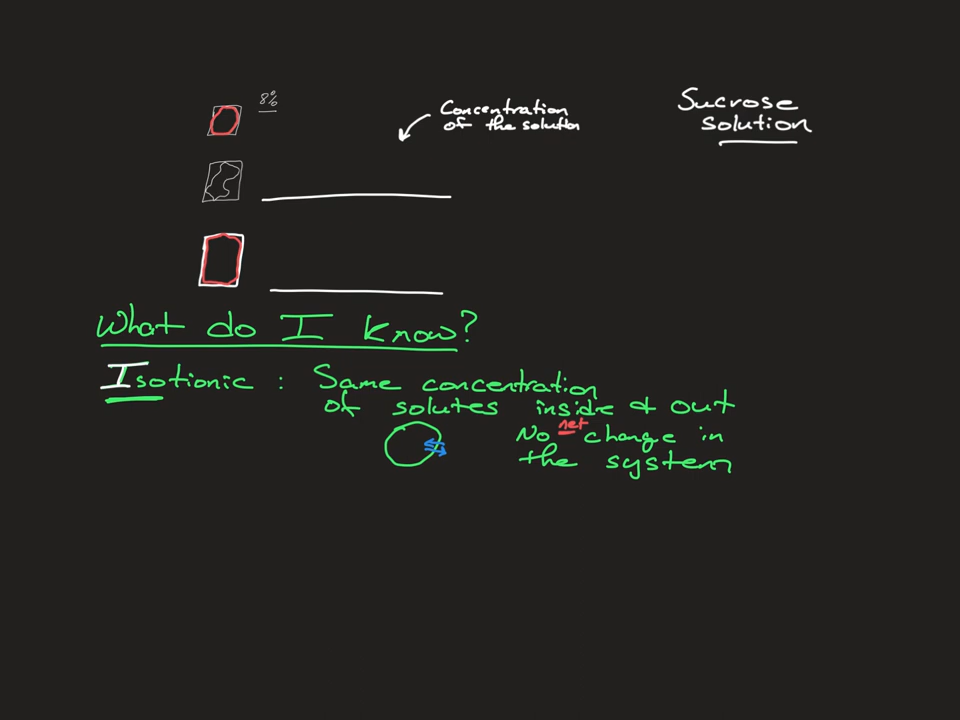 8%
Concentration
of the solution
Sucrose
solution
What do I know?
Isotionic : Same concentration
of solutes inside & out
No net change in
the system